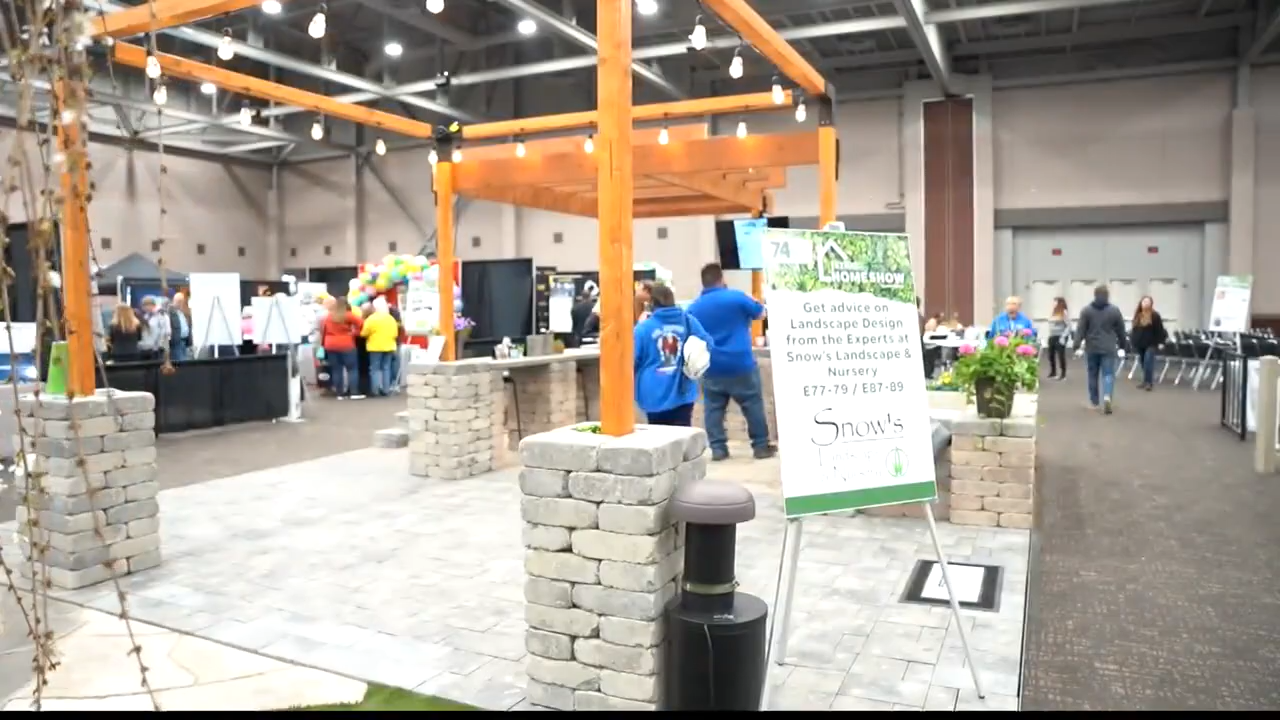 74
HOMESHOW
Get advice on
Landscape Design
from the Experts at
Snow's Landscape &
Nursery
E77-79 / E87-89
Snow's